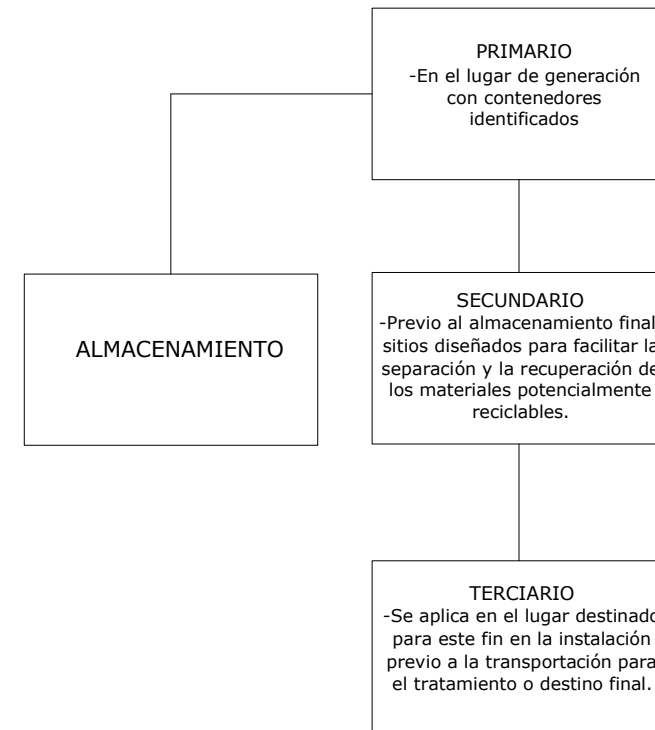 PRIMARIO
-En el lugar de generación
con contenedores
identificados
ALMACENAMIENTO
SECUNDARIO
-Previo al almacenamiento final
sitios diseñados para facilitar la
separación y la recuperación de
los materiales potencialmente
reciclables.
TERCIARIO
-Se aplica en el lugar destinado
para este fin en la instalación
previo a la transportación para
el tratamiento o destino final.